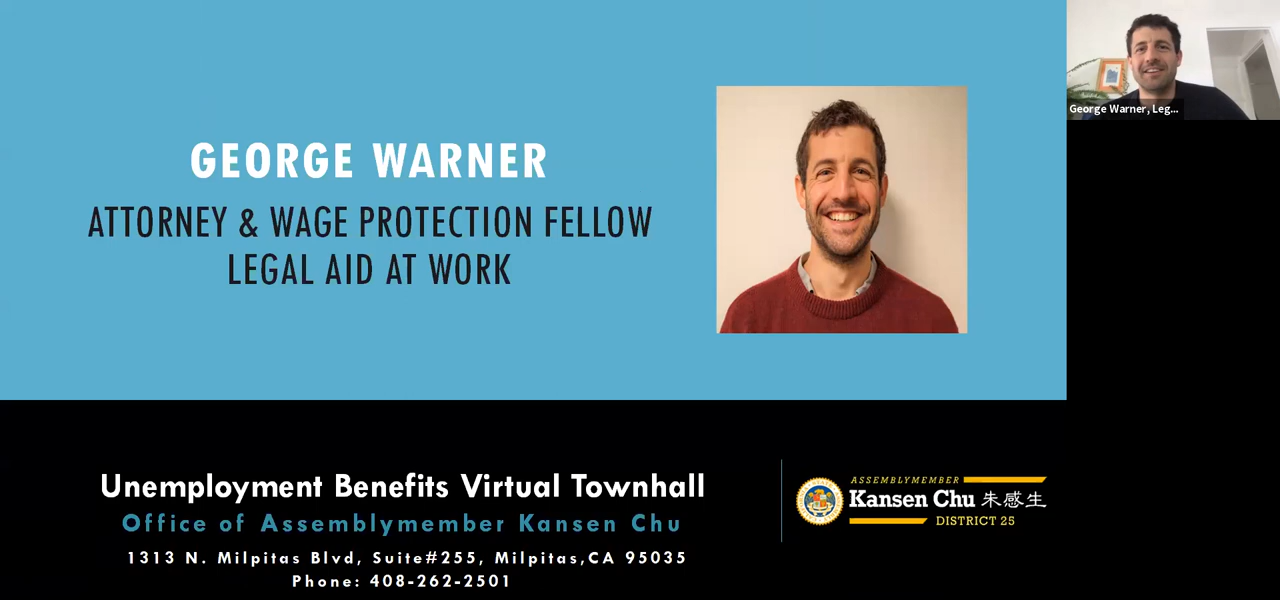 GEORGE WARNER
ATTORNEY & WAGE PROTECTION FELLOW
LEGAL AID AT WORK
George Warner, Leg...
Unemployment Benefits Virtual Townhall
Office of Assemblymember Kansen Chu
1313 N. Milpitas Blvd, Suite#255, Milpitas,CA 95035
Phone: 408-262-2501
ASSEMBLYMEMBER
Kansen Chu 朱感生
DISTRICT 25